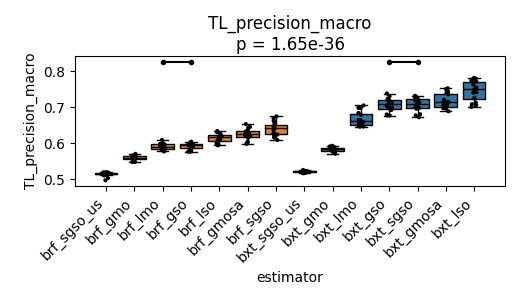 TL_precision_macro
p = 1.65e-36
TL_precision_macro
0.8
0.7
0.6
0.5
brf_sgso_us
brf_gmo
brf_lmo
brf_gso
brf_lso
brf_gmosa
brf_sgso
bxt_sgso_us
bxt_gmo
bxt_lmo
bxt_gso
bxt_sgso
bxt_gmosa
bxt_lso
estimator